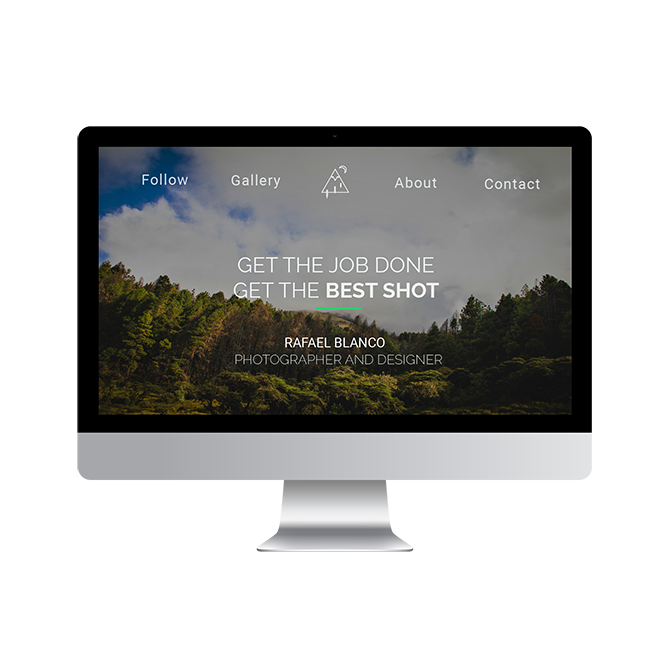 Follow Gallery About Contact
GET THE JOB DONE
GET THE BEST SHOT
RAFAEL BLANCO
PHOTOGRAPHER AND DESIGNER